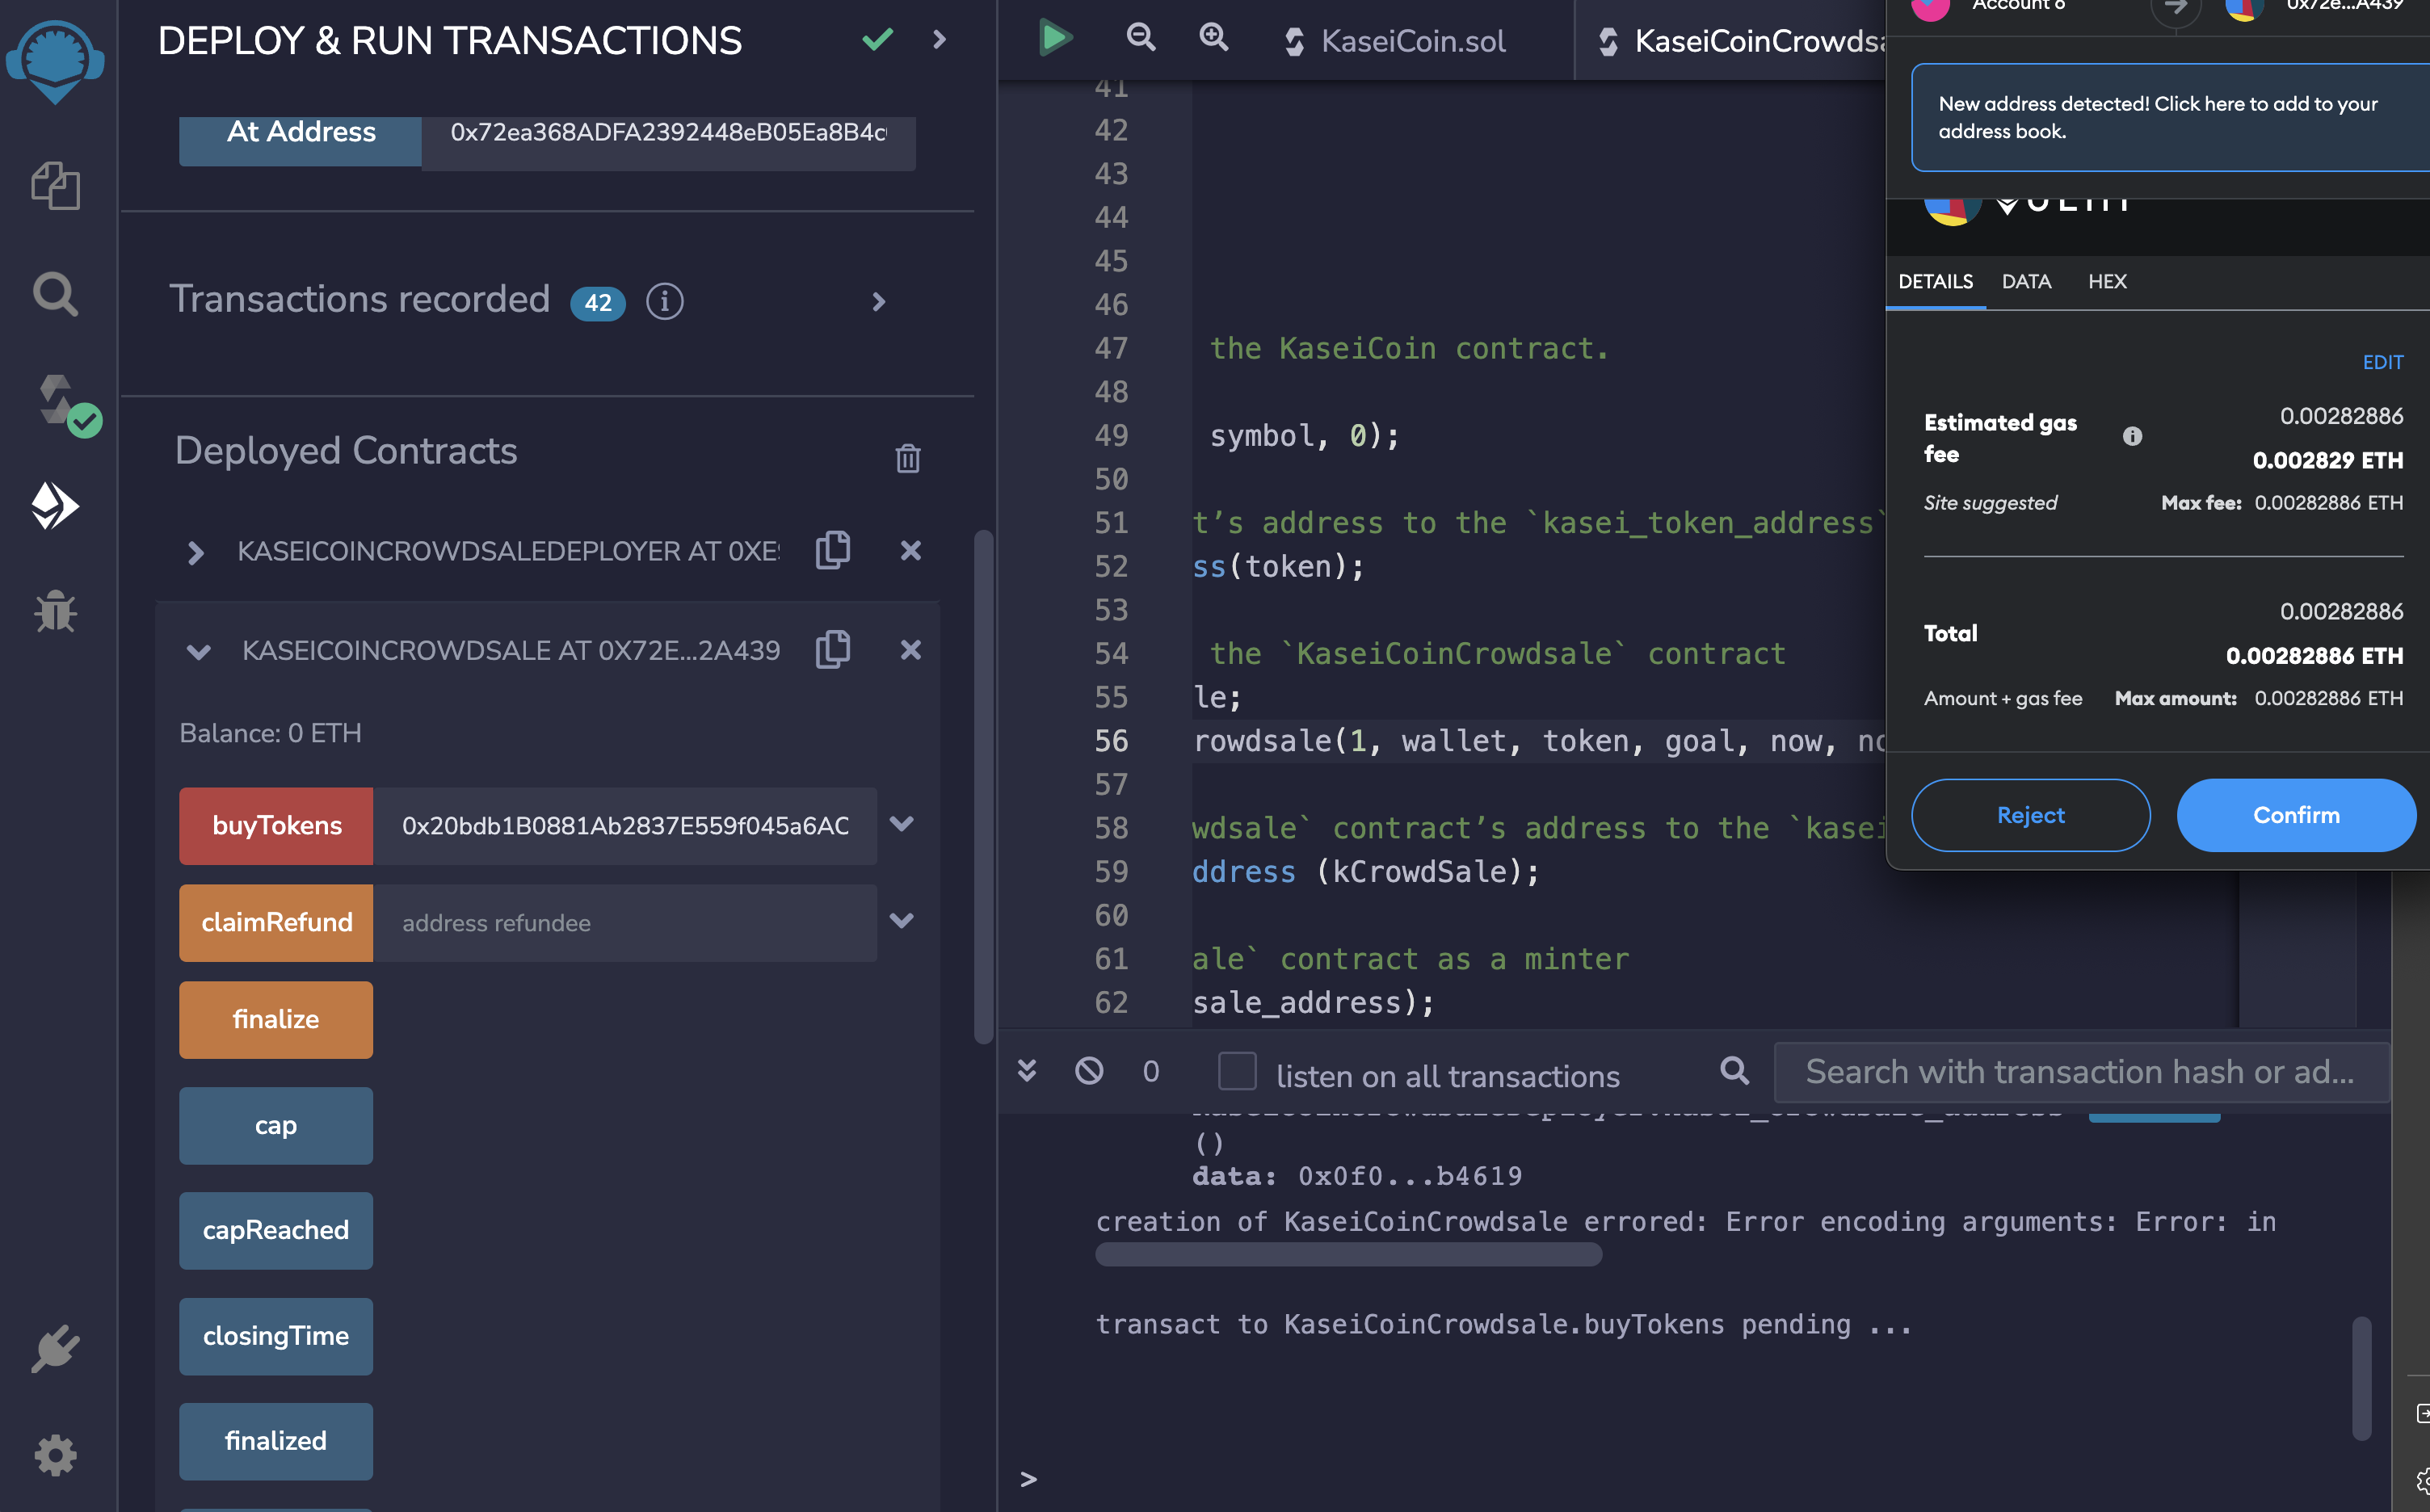 DEPLOY & RUN TRANSACTIONS
At Address
0x72ea368ADFA2392448eB05Ea8B4c
Transactions recorded 42
Deployed Contracts
KASEICOINCROWDSALEDEPLOYER AT 0XE
KASEICOINCROWDSALE AT 0X72E...2A439
Balance: 0 ETH
buyTokens
0x20bdb1B0881Ab2837E559f045a6AC
claimRefund
address refundee
finalize
cap
capReached
closingTime
finalized
KaseiCoin.sol
KaseiCoinCrowdsa
41
42
43
44
45
46
47 the KaseiCoin contract.
48
49 symbol, 0);
50
51 t’s address to the `kasei_token_address`
52 ss(token);
53
54 the `KaseiCoinCrowdsale` contract
55 le;
56 rowdsale(1, wallet, token, goal, now, no
57
58 wdsale` contract’s address to the `kasei
59 ddress (kCrowdSale);
60
61 ale` contract as a minter
62 sale_address);
0
listen on all transactions
Search with transaction hash or ad...
()
data: 0x0f0...b4619
creation of KaseiCoinCrowdsale errored: Error encoding arguments: Error: in
transact to KaseiCoinCrowdsale.buyTokens pending ...
>
Account 6
0x72e...A439
New address detected! Click here to add to your
address book.
DETAILS
DATA
HEX
EDIT
Estimated gas
fee
0.00282886
0.002829 ETH
Site suggested
Max fee: 0.00282886 ETH
Total
0.00282886
0.00282886 ETH
Amount + gas fee
Max amount: 0.00282886 ETH
Reject
Confirm